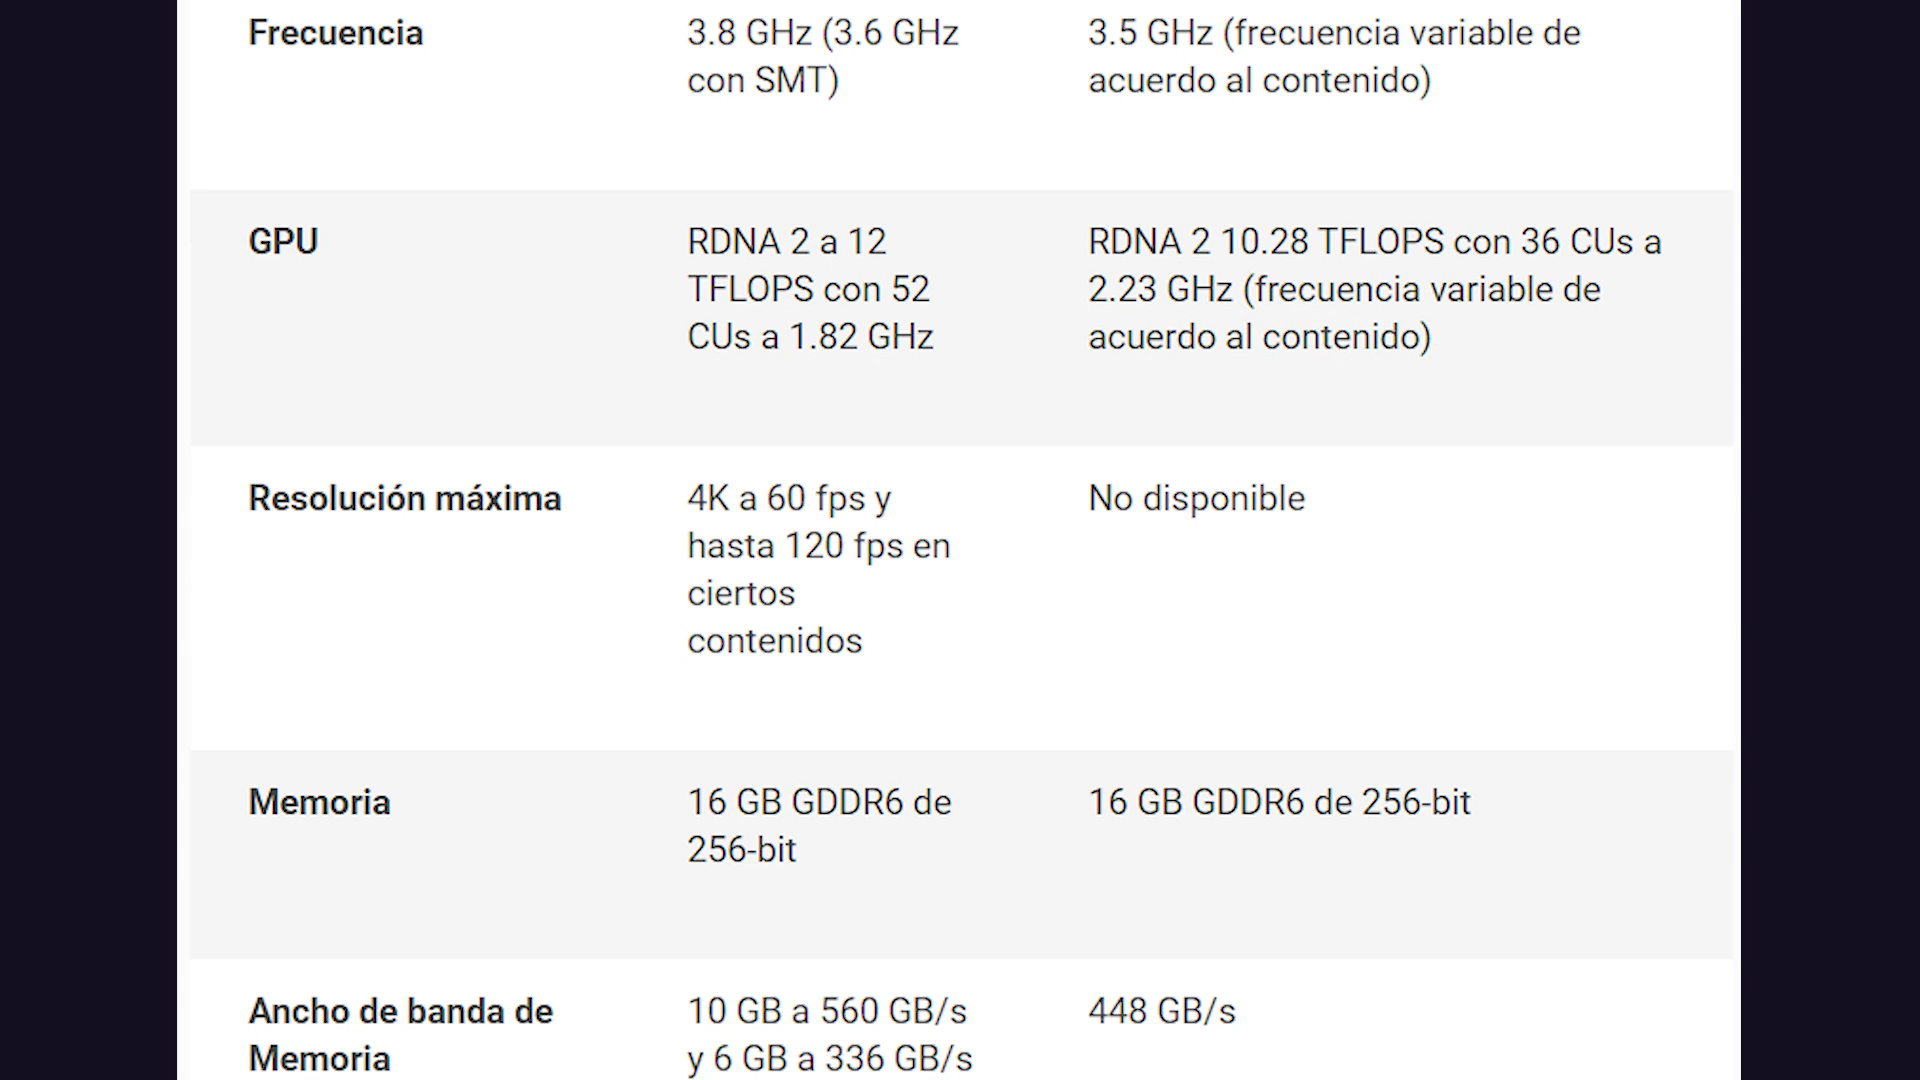 Frecuencia
3.8 GHz (3.6 GHz
con SMT)
3.5 GHz (frecuencia variable de
acuerdo al contenido)
GPU
RDNA 2 a 12
TFLOPS con 52
CUs a 1.82 GHz
RDNA 2 10.28 TFLOPS con 36 CUs a
2.23 GHz (frecuencia variable de
acuerdo al contenido)
Resolución máxima
4K a 60 fps y
hasta 120 fps en
ciertos
contenidos
No disponible
Memoria
16 GB GDDR6 de
256-bit
16 GB GDDR6 de 256-bit
Ancho de banda de
Memoria
10 GB a 560 GB/s
y 6 GB a 336 GB/s
448 GB/s